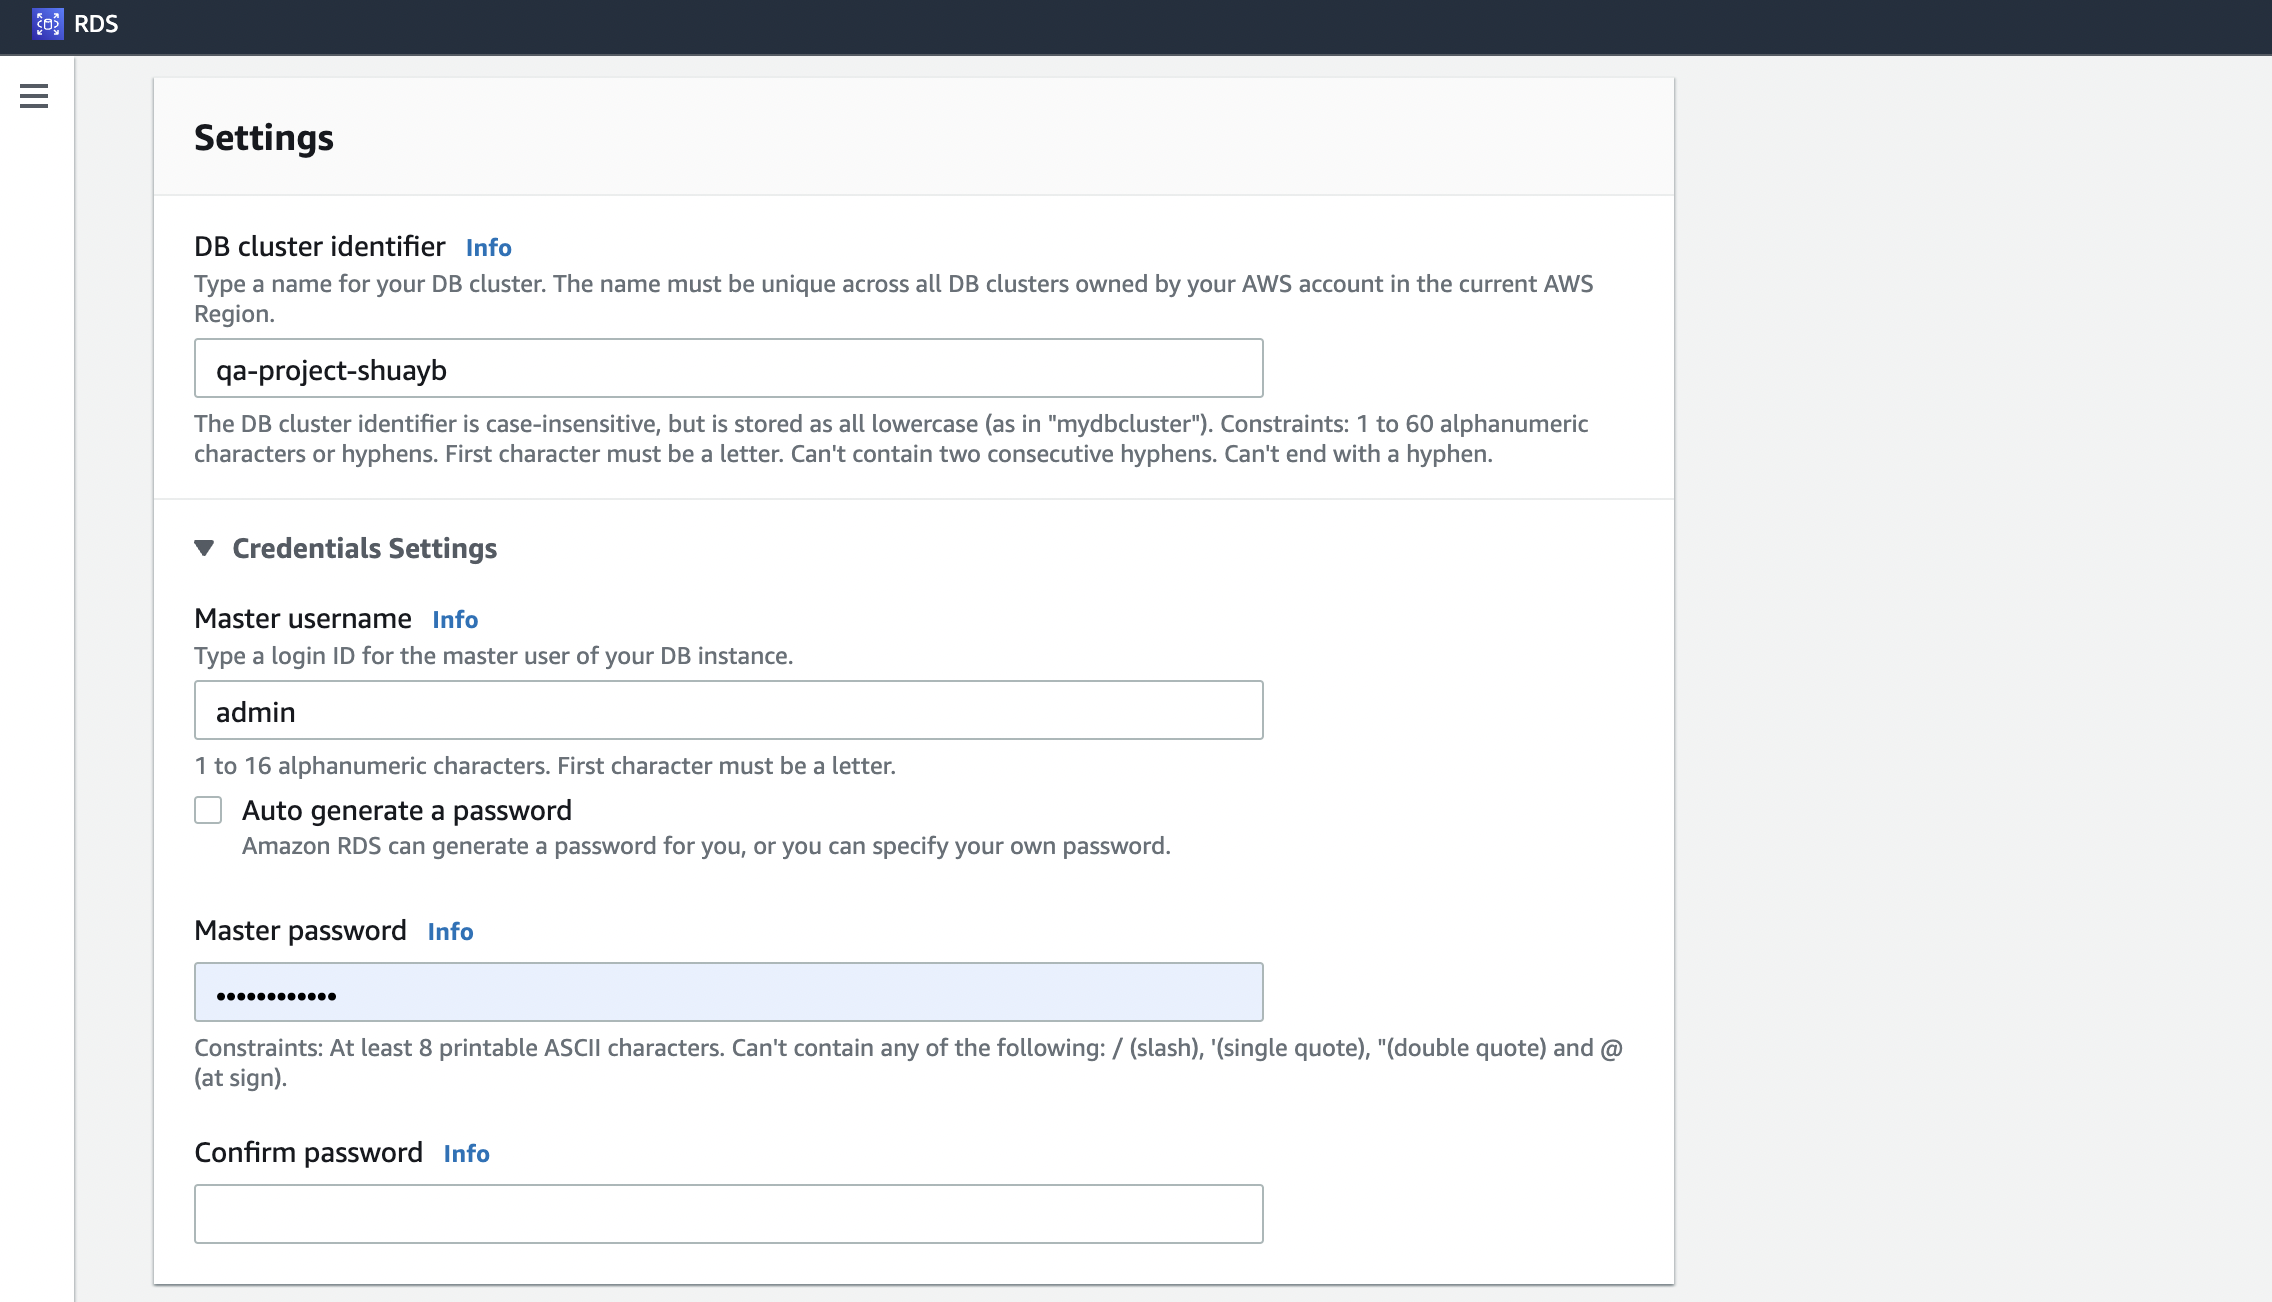 RDS
Settings
DB cluster identifier Info
Type a name for your DB cluster. The name must be unique across all DB clusters owned by your AWS account in the current AWS
Region.
qa-project-shuayb
The DB cluster identifier is case-insensitive, but is stored as all lowercase (as in "mydbcluster"). Constraints: 1 to 60 alphanumeric
characters or hyphens. First character must be a letter. Can't contain two consecutive hyphens. Can't end with a hyphen.
Credentials Settings
Master username Info
Type a login ID for the master user of your DB instance.
admin
1 to 16 alphanumeric characters. First character must be a letter.
Auto generate a password
Amazon RDS can generate a password for you, or you can specify your own password.
Master password Info
••••••••••••
Constraints: At least 8 printable ASCII characters. Can't contain any of the following: / (slash), '(single quote), "(double quote) and @
(at sign).
Confirm password Info